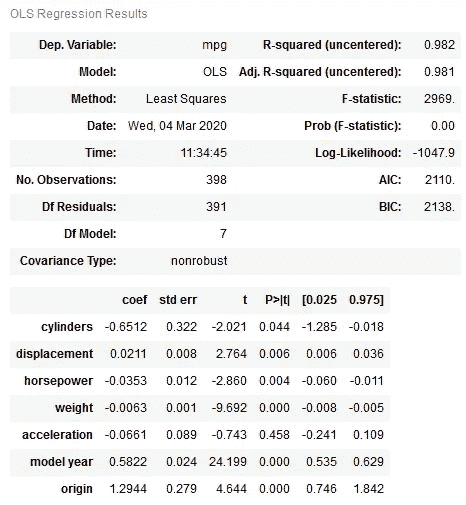 OLS Regression Results
Dep. Variable: mpg R-squared (uncentered): 0.982
Model: OLS Adj. R-squared (uncentered): 0.981
Method: Least Squares F-statistic: 2969.
Date: Wed, 04 Mar 2020 Prob (F-statistic): 0.00
Time: 11:34:45 Log-Likelihood: -1047.9
No. Observations: 398 AIC: 2110.
Df Residuals: 391 BIC: 2138.
Df Model: 7
Covariance Type: nonrobust
coef std err t P>|t| [0.025 0.975]
cylinders -0.6512 0.322 -2.021 0.044 -1.285 -0.018
displacement 0.0211 0.008 2.764 0.006 0.006 0.036
horsepower -0.0353 0.012 -2.860 0.004 -0.060 -0.011
weight -0.0063 0.001 -9.692 0.000 -0.008 -0.005
acceleration -0.0661 0.089 -0.743 0.458 -0.241 0.109
model year 0.5822 0.024 24.199 0.000 0.535 0.629
origin 1.2944 0.279 4.644 0.000 0.746 1.842